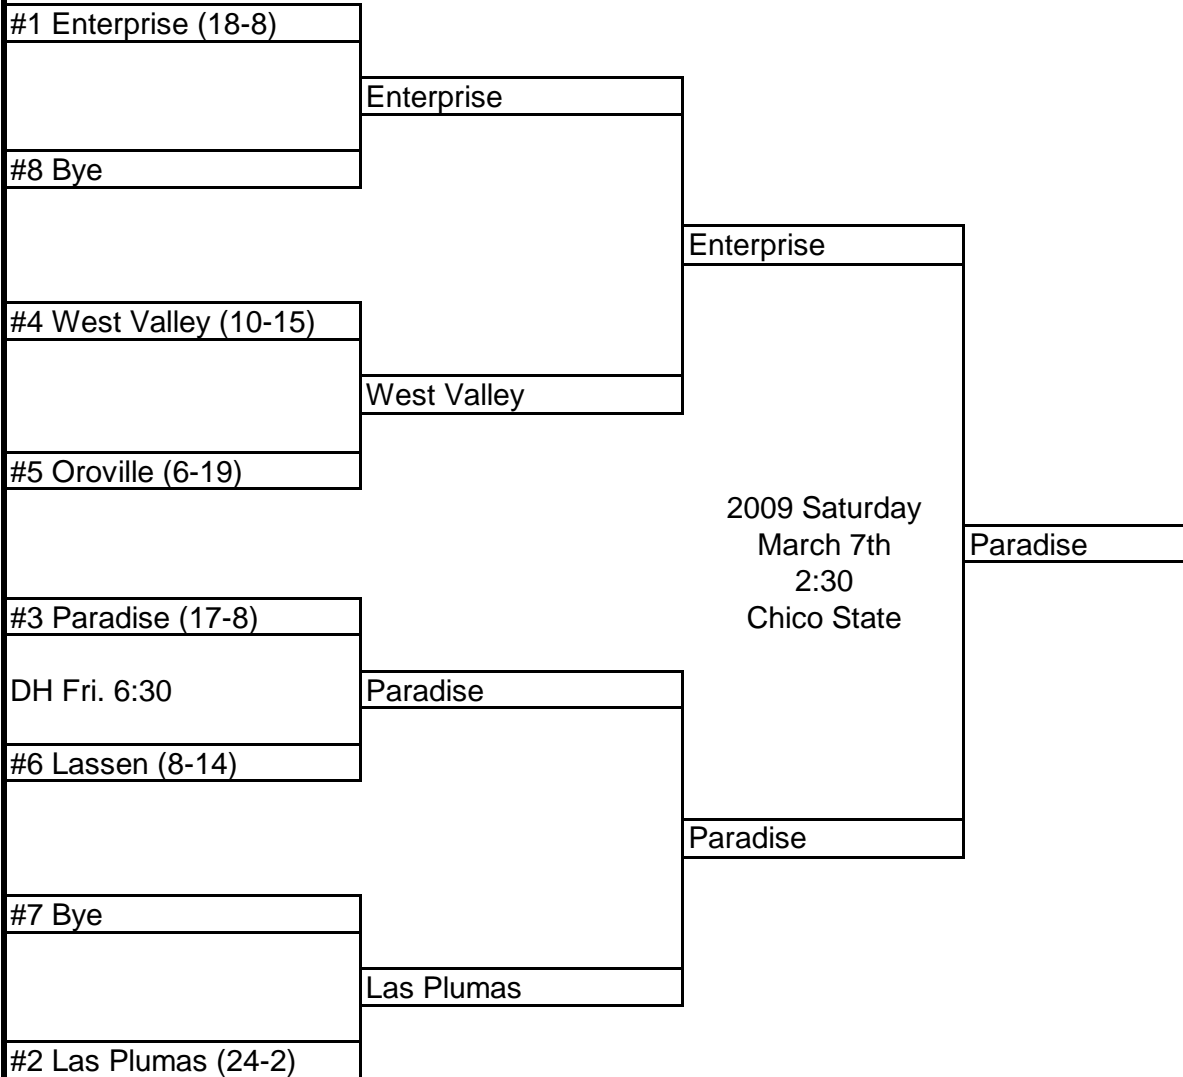 #1 Enterprise (18-8)
Enterprise
#8 Bye
Enterprise
#4 West Valley (10-15)
West Valley
#5 Oroville (6-19)
2009 Saturday
March 7th
2:30
Chico State
Paradise
#3 Paradise (17-8)
DH Fri. 6:30
Paradise
#6 Lassen (8-14)
Paradise
#7 Bye
Las Plumas
#2 Las Plumas (24-2)